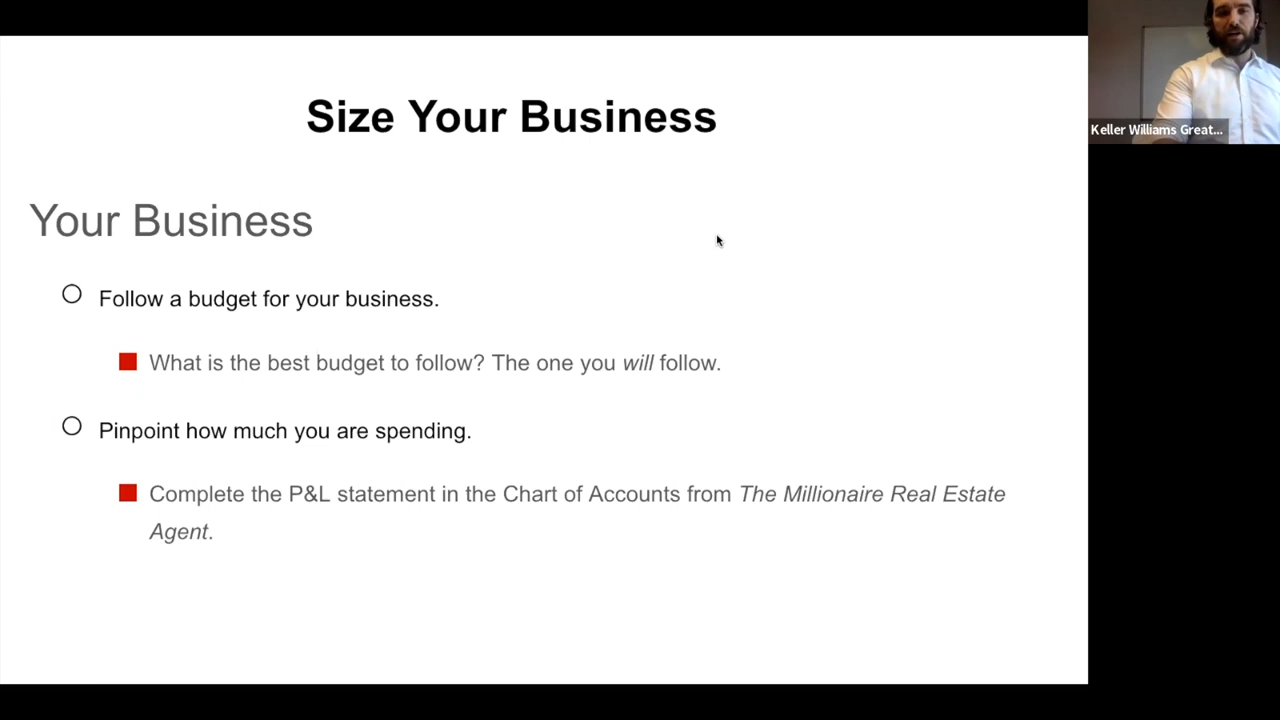 Size Your Business
Keller Williams Great...
Your Business
Follow a budget for your business.
What is the best budget to follow? The one you will follow.
Pinpoint how much you are spending.
Complete the P&L statement in the Chart of Accounts from The Millionaire Real Estate
Agent.